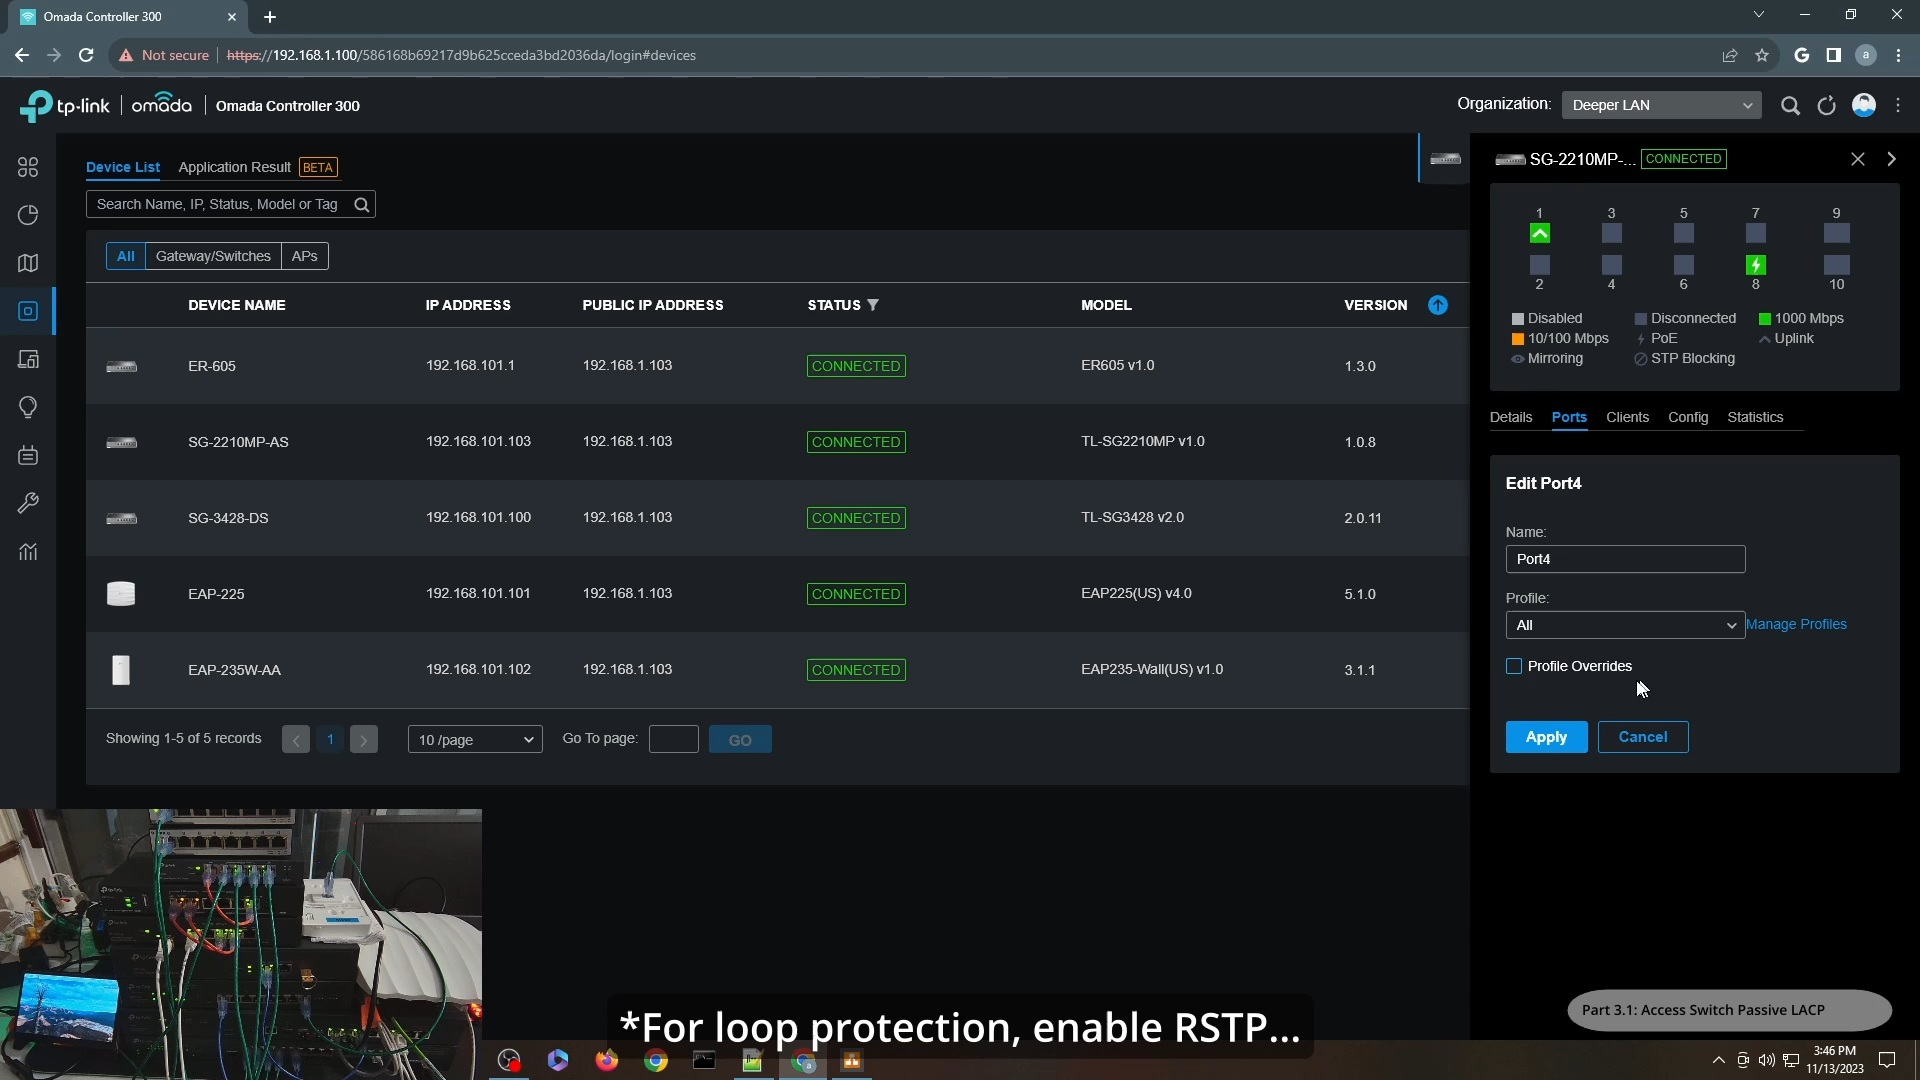 Omada Controller 300
Not secure https://192.168.1.100/586168b69217d9b625cceda3bd2036da/login#devices
tp-link omada Omada Controller 300
Organization: Deeper LAN
Device List Application Result BETA
Search Name, IP, Status, Model or Tag
All Gateway/Switches APs
DEVICE NAME IP ADDRESS PUBLIC IP ADDRESS STATUS MODEL VERSION
ER-605 192.168.101.1 192.168.1.103 CONNECTED ER605 v1.0 1.3.0
SG-2210MP-AS 192.168.101.103 192.168.1.103 CONNECTED TL-SG2210MP v1.0 1.0.8
SG-3428-DS 192.168.101.100 192.168.1.103 CONNECTED TL-SG3428 v2.0 2.0.11
EAP-225 192.168.101.101 192.168.1.103 CONNECTED EAP225(US) v4.0 5.1.0
EAP-235W-AA 192.168.101.102 192.168.1.103 CONNECTED EAP235-Wall(US) v1.0 3.1.1
Showing 1-5 of 5 records 1 10 /page Go To page: GO
SG-2210MP-... CONNECTED
1 3 5 7 9
2 4 6 8 10
Disabled Disconnected 1000 Mbps
10/100 Mbps PoE Uplink
Mirroring STP Blocking
Details Ports Clients Config Statistics
Edit Port4
Name:
Port4
Profile:
All Manage Profiles
Profile Overrides
Apply Cancel
Part 3.1: Access Switch Passive LACP
*For loop protection, enable RSTP...
3:46 PM
11/13/2023